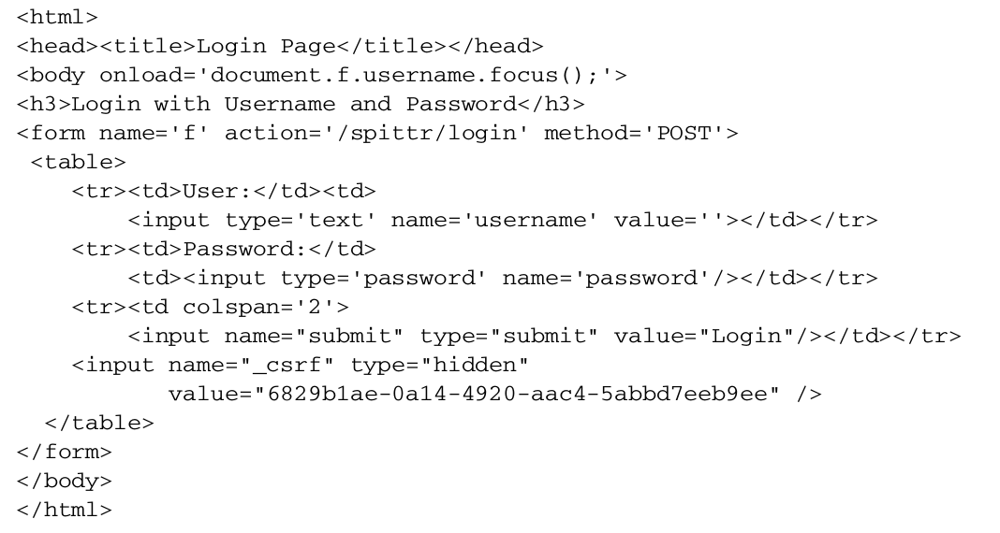 <html>
<head><title>Login Page</title></head>
<body onload='document.f.username.focus();'>
<h3>Login with Username and Password</h3>
<form name='f' action='/spittr/login' method='POST'>
 <table>
    <tr><td>User:</td><td>
        <input type='text' name='username' value=''></td></tr>
    <tr><td>Password:</td>
        <td><input type='password' name='password'/></td></tr>
    <tr><td colspan='2'>
        <input name="submit" type="submit" value="Login"/></td></tr>
    <input name="_csrf" type="hidden"
           value="6829b1ae-0a14-4920-aac4-5abbd7eeb9ee" />
  </table>
</form>
</body>
</html>